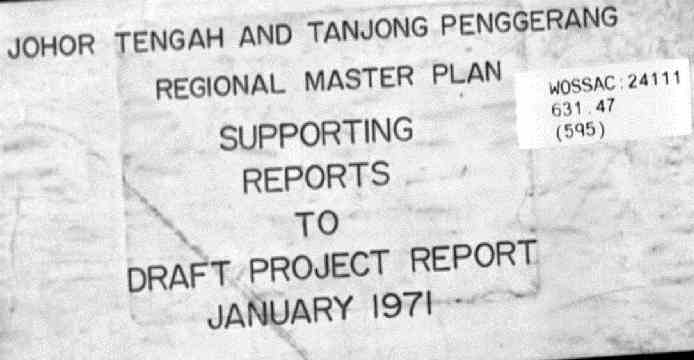 JOHOR TENGAH AND TANJONG PENGGERANG
REGIONAL MASTER PLAN
WOSSAC: 24111
631.47
(595)
SUPPORTING
REPORTS
TO
DRAFT PROJECT REPORT
JANUARY 1971